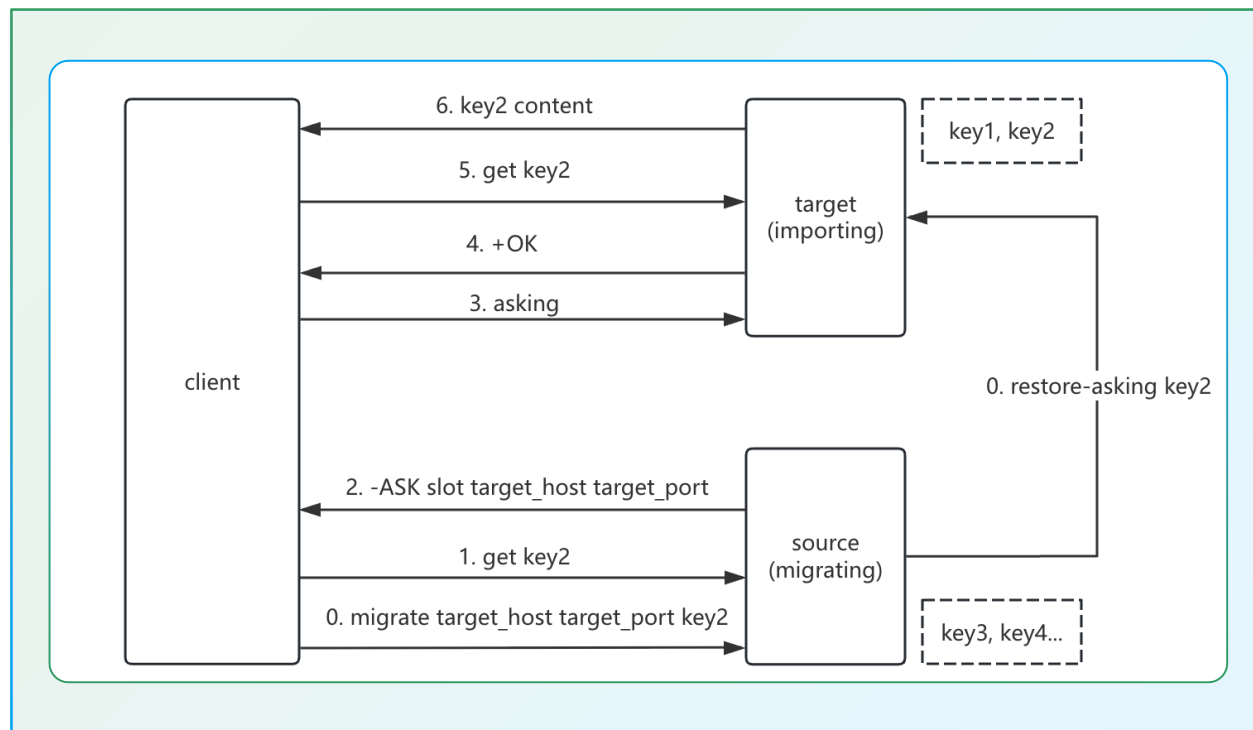 6. key2 content
key1, key2
5. get key2
target
(importing)
4. +OK
3. asking
client
0. restore-asking key2
2. -ASK slot target_host target_port
source
(migrating)
1. get key2
0. migrate target_host target_port key2
key3, key4...